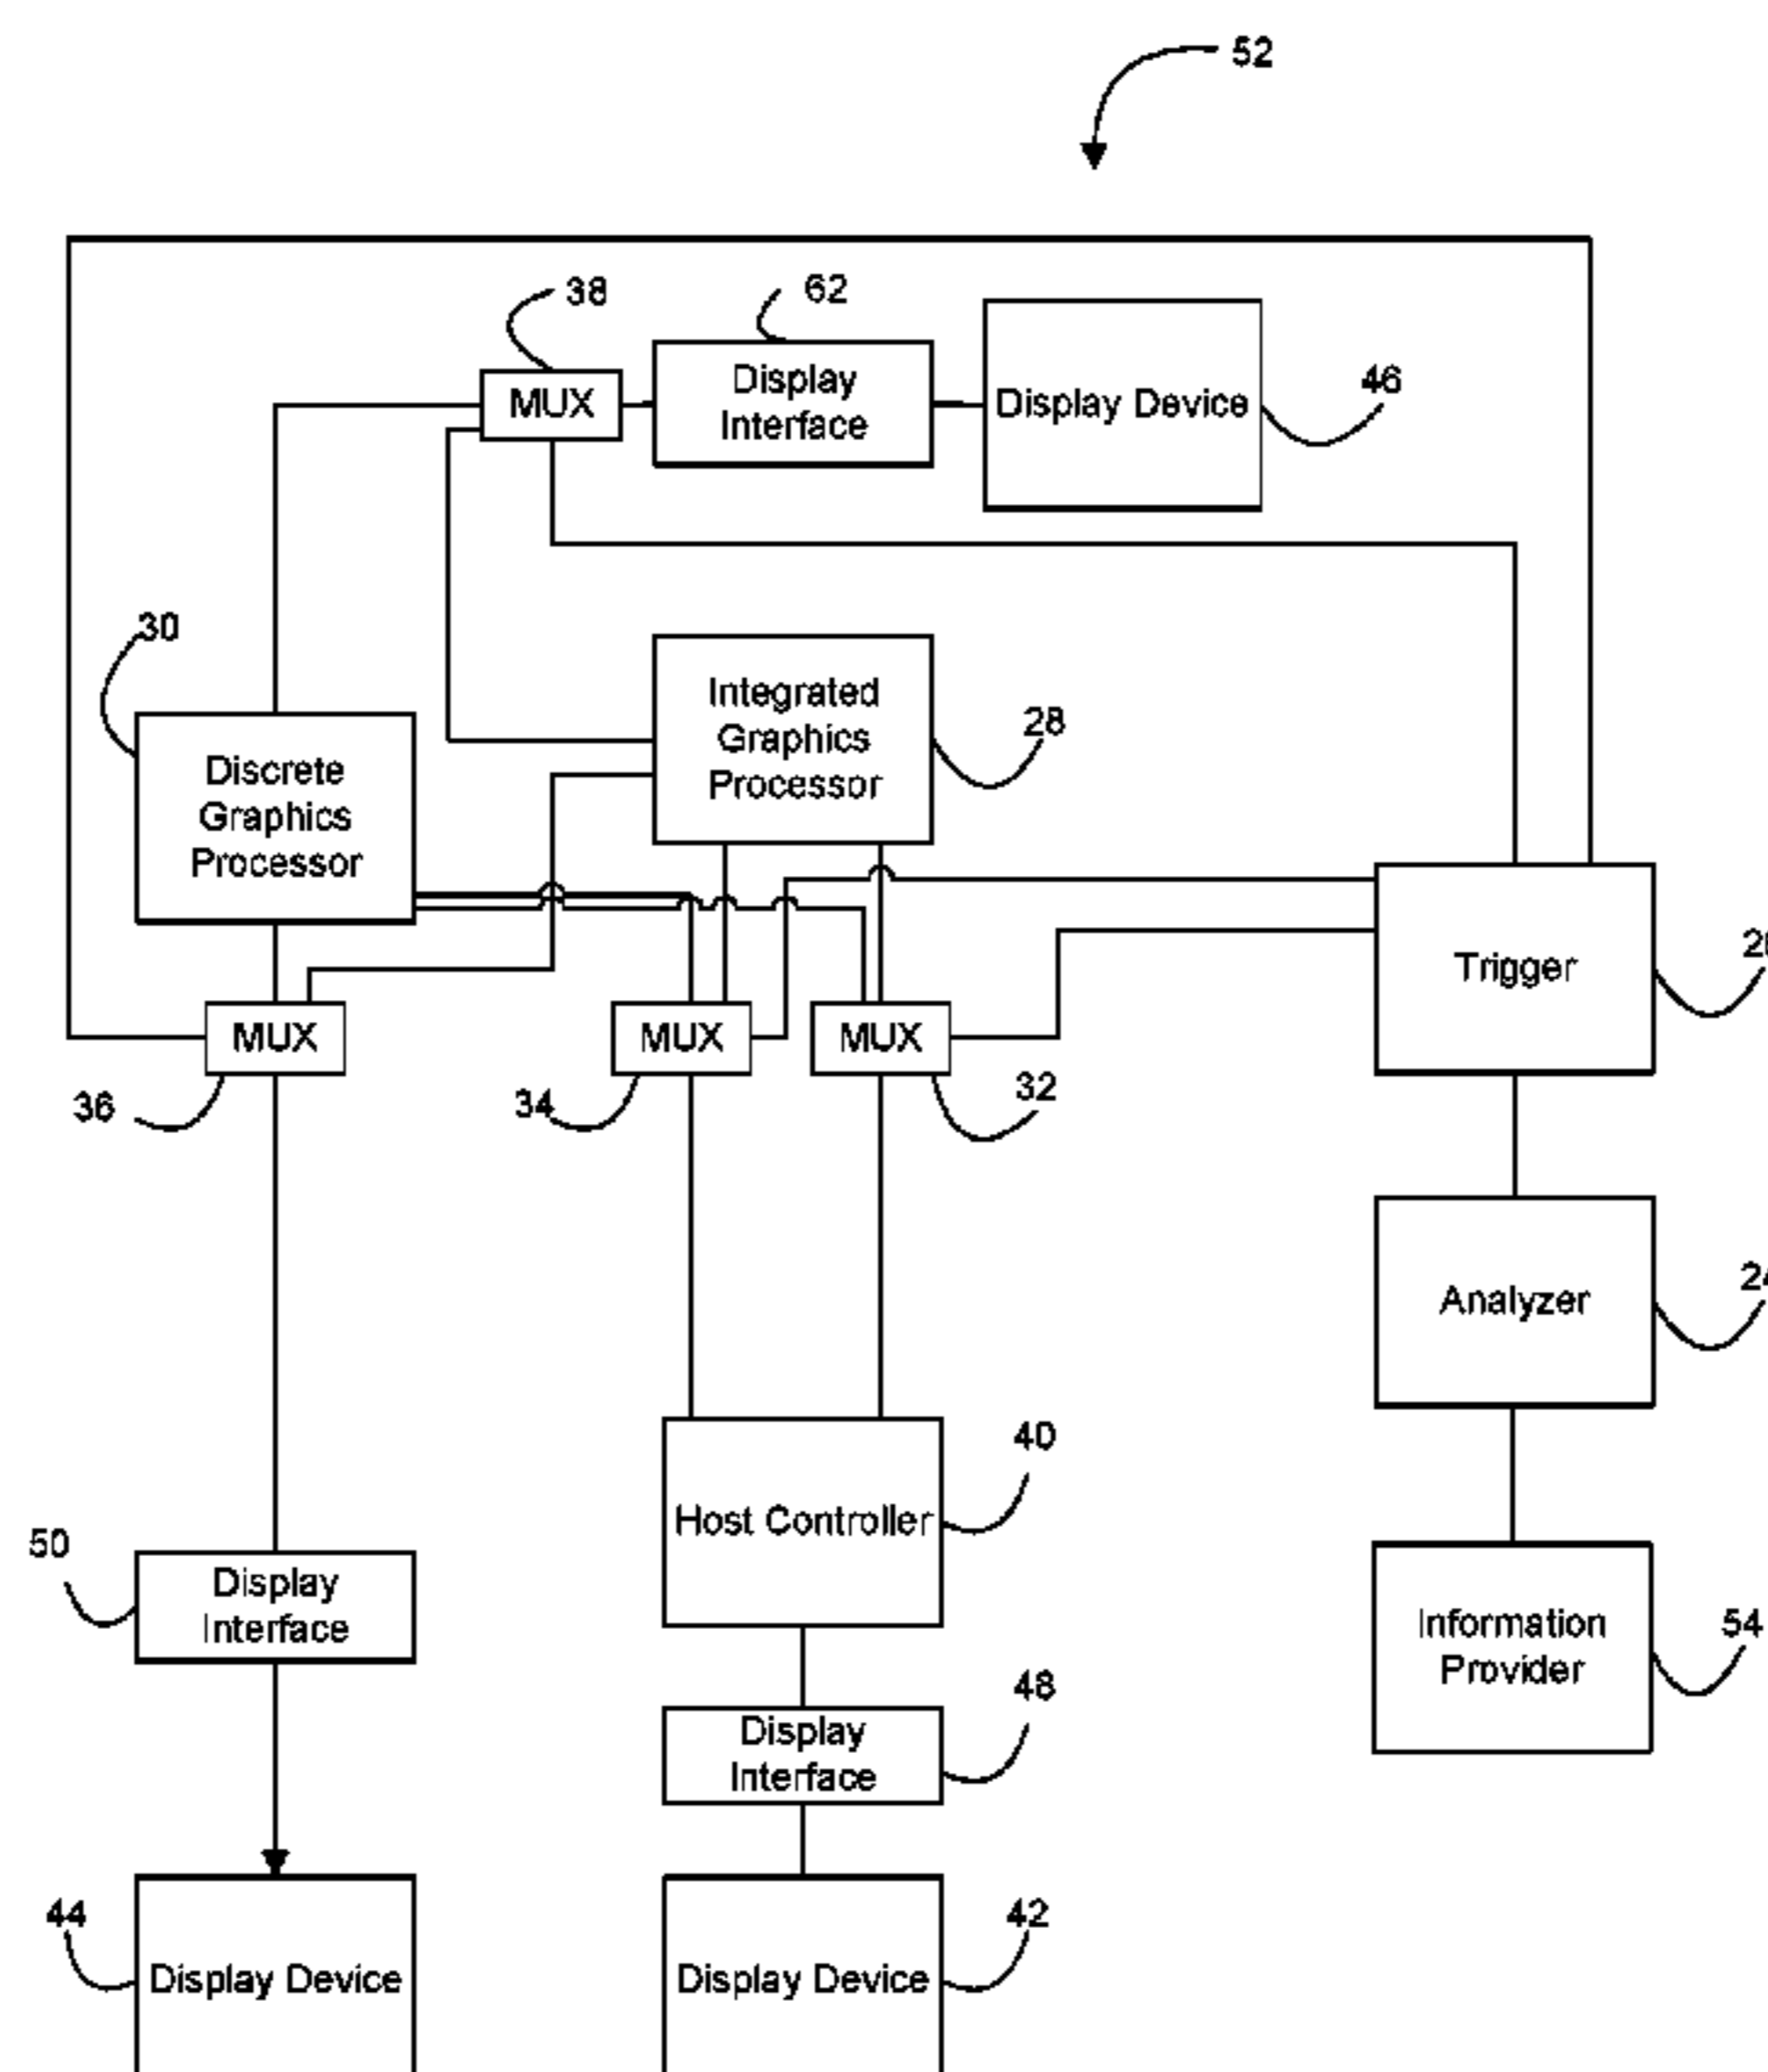 52
38
62
MUX
Display
Interface
Display Device
46
30
Integrated
Graphics
Processor
28
Discrete
Graphics
Processor
Trigger
MUX
MUX
MUX
36
34
32
Analyzer
40
Host Controller
50
Display
Interface
Information
Provider
54
48
Display
Interface
44
Display Device
42
Display Device